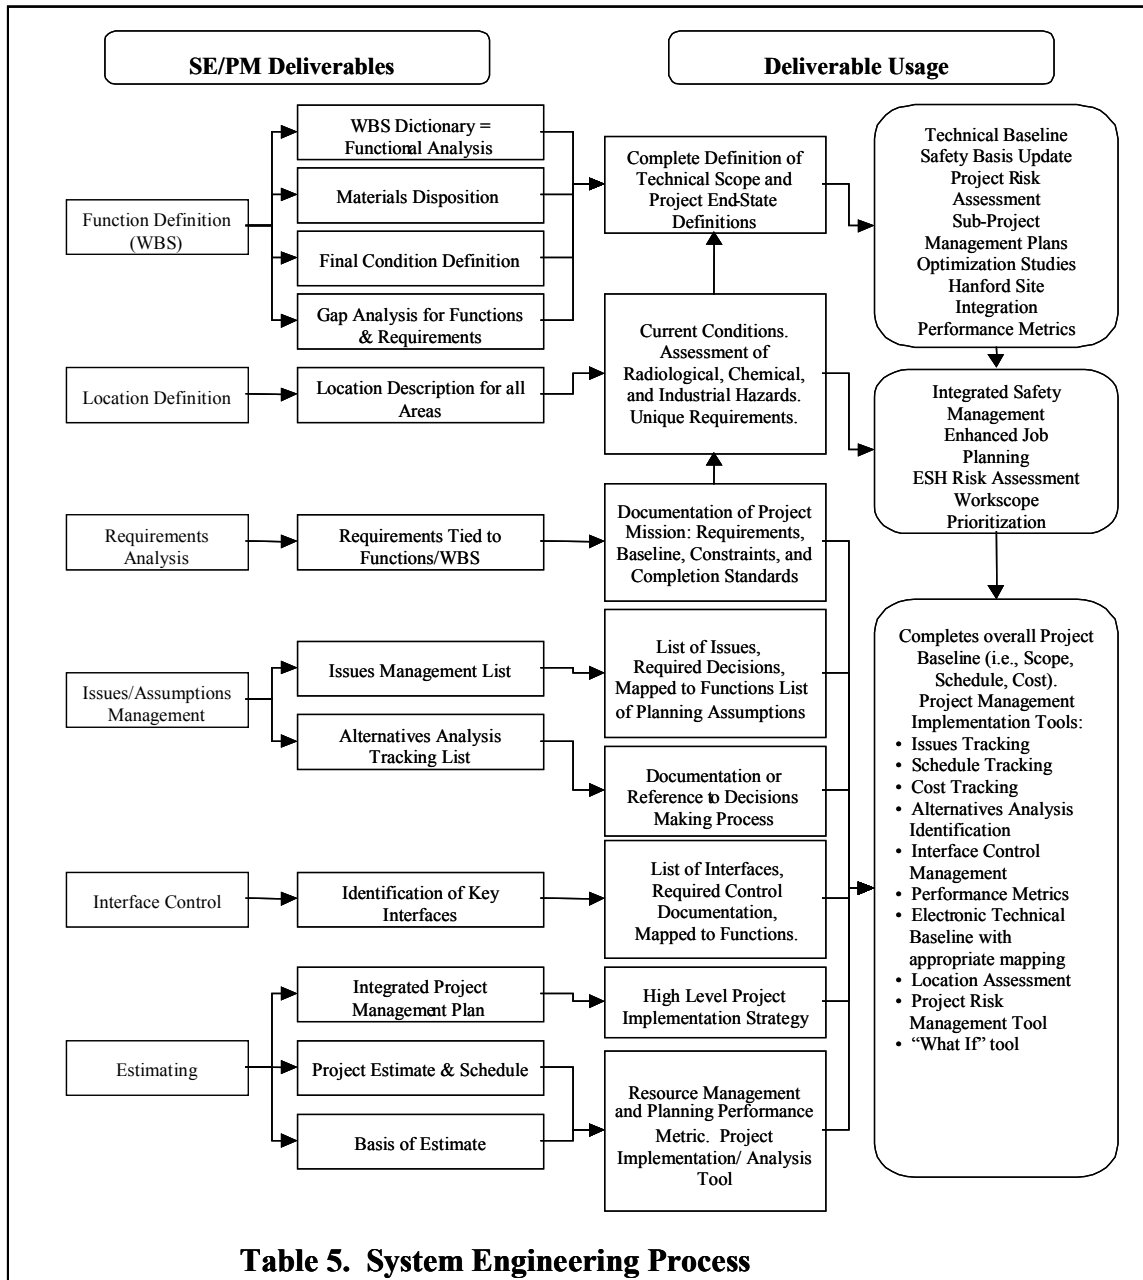 SE/PM Deliverables
Deliverable Usage
Function Definition
(WBS)
WBS Dictionary =
Functional Analysis
Materials Disposition
Final Condition Definition
Gap Analysis for Functions
& Requirements
Complete Definition of
Technical Scope and
Project End-State
Definitions
Technical Baseline
Safety Basis Update
Project Risk
Assessment
Sub-Project
Management Plans
Optimization Studies
Hanford Site
Integration
Performance Metrics
Location Definition
Location Description for all
Areas
Current Conditions.
Assessment of
Radiological, Chemical,
and Industrial Hazards.
Unique Requirements.
Integrated Safety
Management
Enhanced Job
Planning
ESH Risk Assessment
Workscope
Prioritization
Requirements
Analysis
Requirements Tied to
Functions/WBS
Documentation of Project
Mission: Requirements,
Baseline, Constraints, and
Completion Standards
Issues/Assumptions
Management
Issues Management List
Alternatives Analysis
Tracking List
List of Issues,
Required Decisions,
Mapped to Functions List
of Planning Assumptions
Documentation or
Reference to Decisions
Making Process
Interface Control
Identification of Key
Interfaces
List of Interfaces,
Required Control
Documentation,
Mapped to Functions.
Estimating
Integrated Project
Management Plan
Project Estimate & Schedule
Basis of Estimate
High Level Project
Implementation Strategy
Resource Management
and Planning Performance
Metric. Project
Implementation/ Analysis
Tool
Completes overall Project
Baseline (i.e., Scope,
Schedule, Cost).
Project Management
Implementation Tools:
• Issues Tracking
• Schedule Tracking
• Cost Tracking
• Alternatives Analysis
Identification
• Interface Control
Management
• Performance Metrics
• Electronic Technical
Baseline with
appropriate mapping
• Location Assessment
• Project Risk
Management Tool
• “What If” tool
Table 5. System Engineering Process